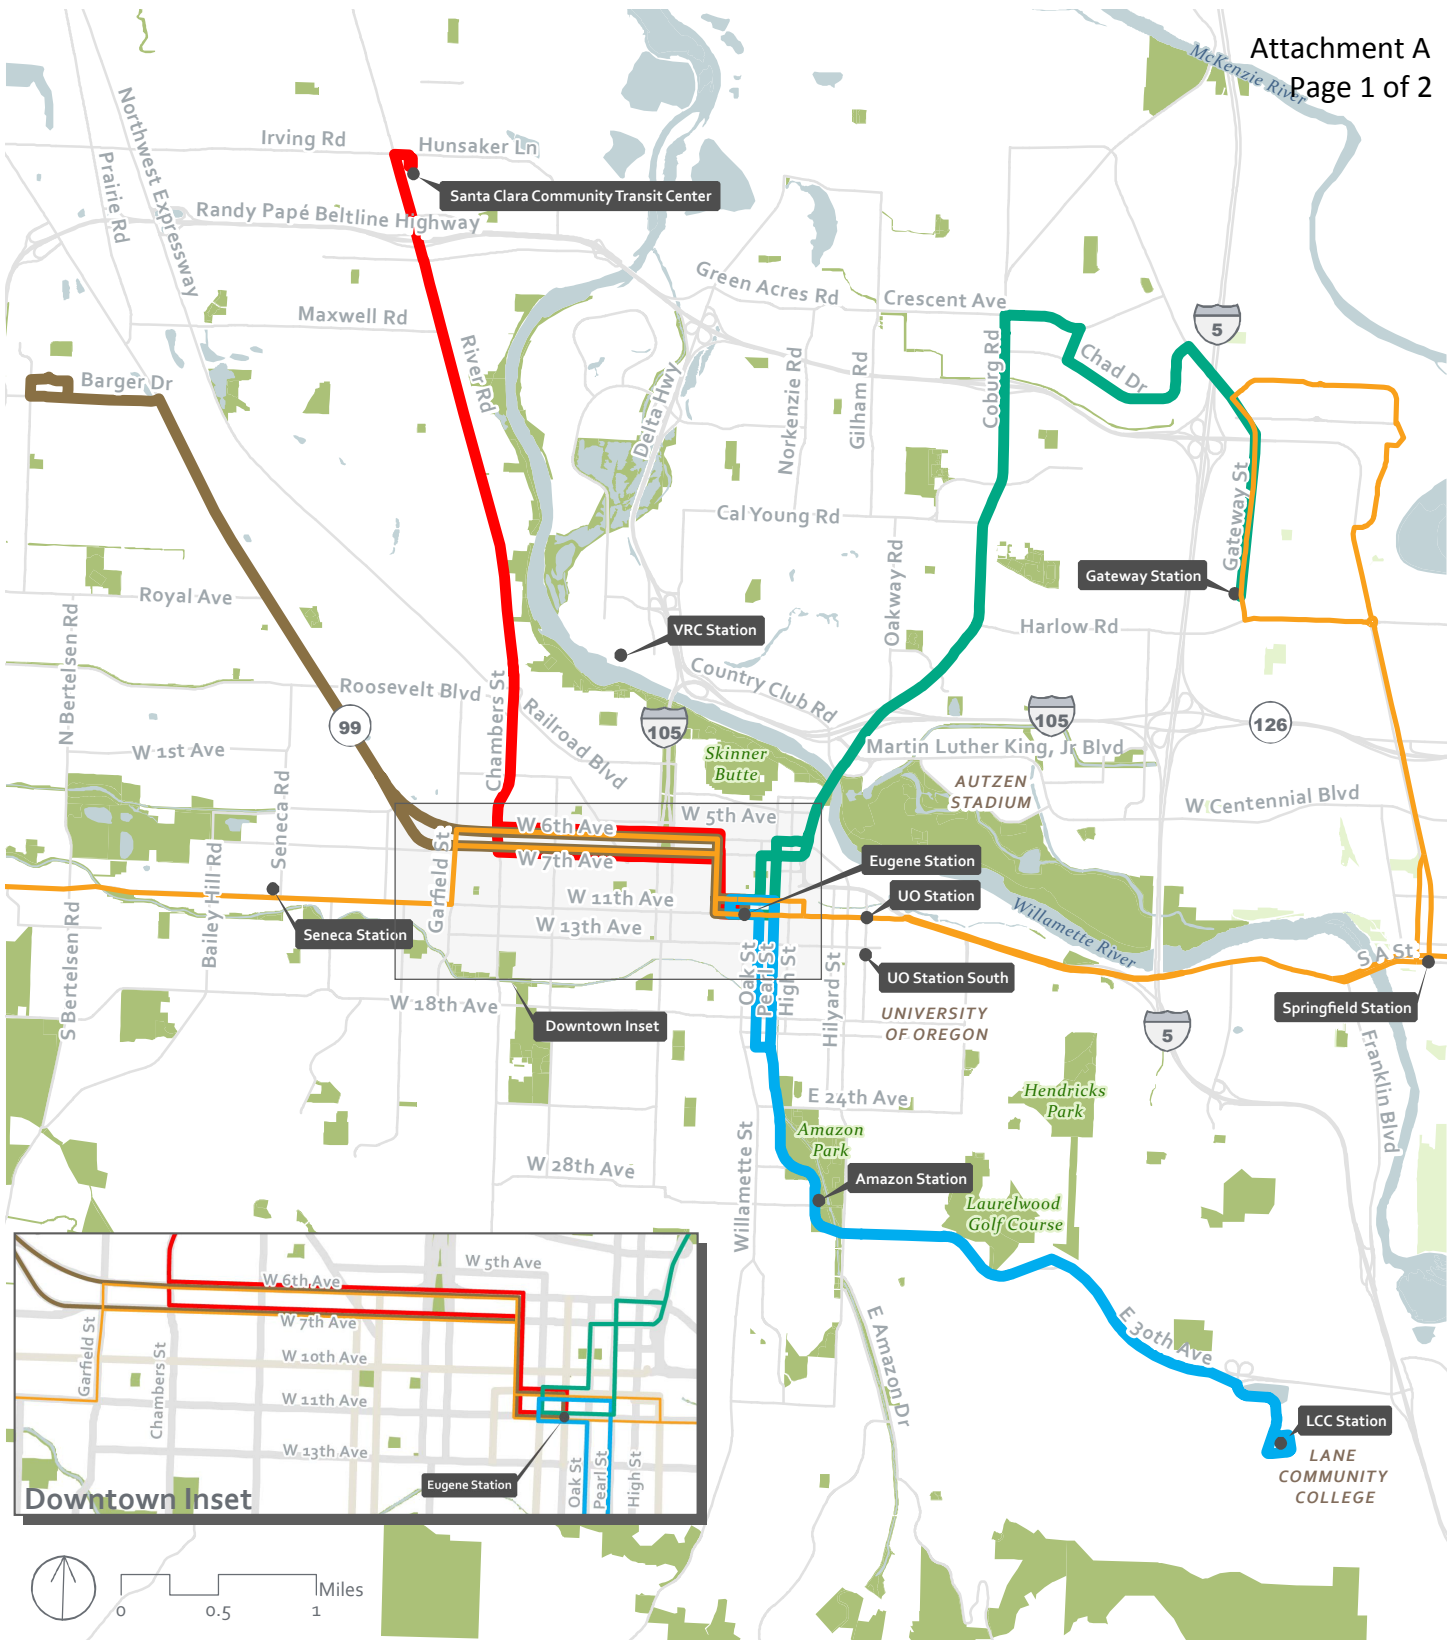 Attachment A
Page 1 of 2
McKenzie River
Northwest Expressway
Prairie Rd
Irving Rd
Hunsaker Ln
Santa Clara Community Transit Center
Randy Papé Beltline Highway
Green Acres Rd
Crescent Ave
Maxwell Rd
5
River Rd
Barger Dr
Delta Hwy
Norkenzie Rd
Gilham Rd
Coburg Rd
Chad Dr
Gateway St
Cal Young Rd
Oakway Rd
Gateway Station
Royal Ave
N Bertelsen Rd
VRC Station
Harlow Rd
Roosevelt Blvd
Chambers St
Railroad Blvd
Country Club Rd
99
105
105
126
W 1st Ave
Skinner
Butte
Martin Luther King, Jr Blvd
AUTZEN
STADIUM
Seneca Rd
W 5th Ave
W Centennial Blvd
W 6th Ave
W 7th Ave
Garfield St
Bailey Hill Rd
Eugene Station
W 11th Ave
UO Station
W 13th Ave
Seneca Station
S Bertelsen Rd
Willamette River
S A St
Oak St
Pearl St
High St
Hilyard St
UO Station South
W 18th Ave
Springfield Station
UNIVERSITY
OF OREGON
Downtown Inset
5
Franklin Blvd
Hendricks
Park
E 24th Ave
Amazon
Park
Willamette St
W 28th Ave
Amazon Station
Laurelwood
Golf Course
E Amazon Dr
E 30th Ave
LCC Station
LANE
COMMUNITY
COLLEGE
W 5th Ave
W 6th Ave
W 7th Ave
Garfield St
Chambers St
W 10th Ave
W 11th Ave
W 13th Ave
Eugene Station
Oak St
Pearl St
High St
Downtown Inset
Miles
0
0.5
1